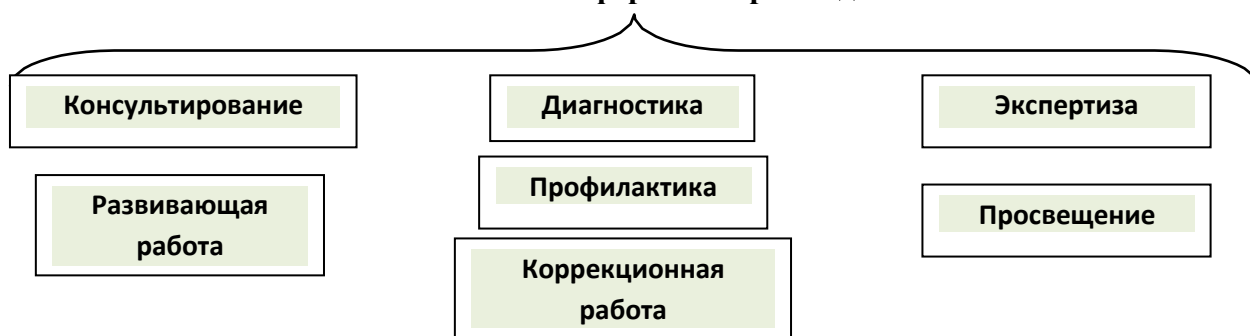 Консультирование
Диагностика
Экспертиза
Развивающая
работа
Профилактика
Просвещение
Коррекционная
работа